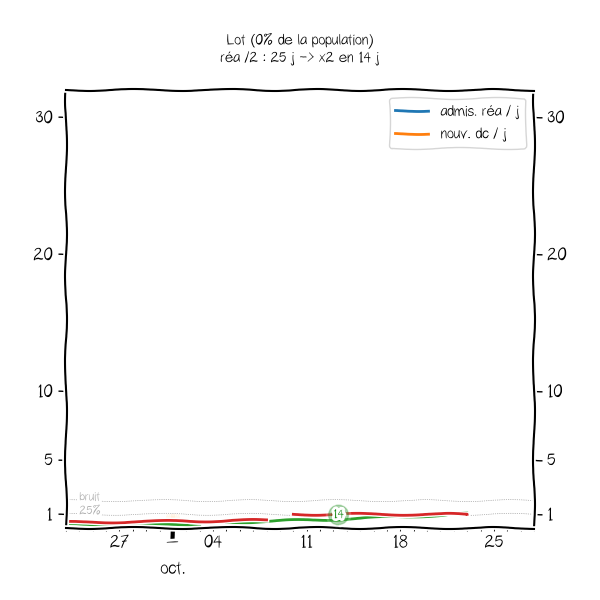 Lot (0% de la population)
réa /2 : 25 j -> x2 en 14 j
admis. réa / j
nouv. dc / j
30
30
20
20
10
10
5
5
bruit
25%
1
1
14
27
04
11
18
25
oct.